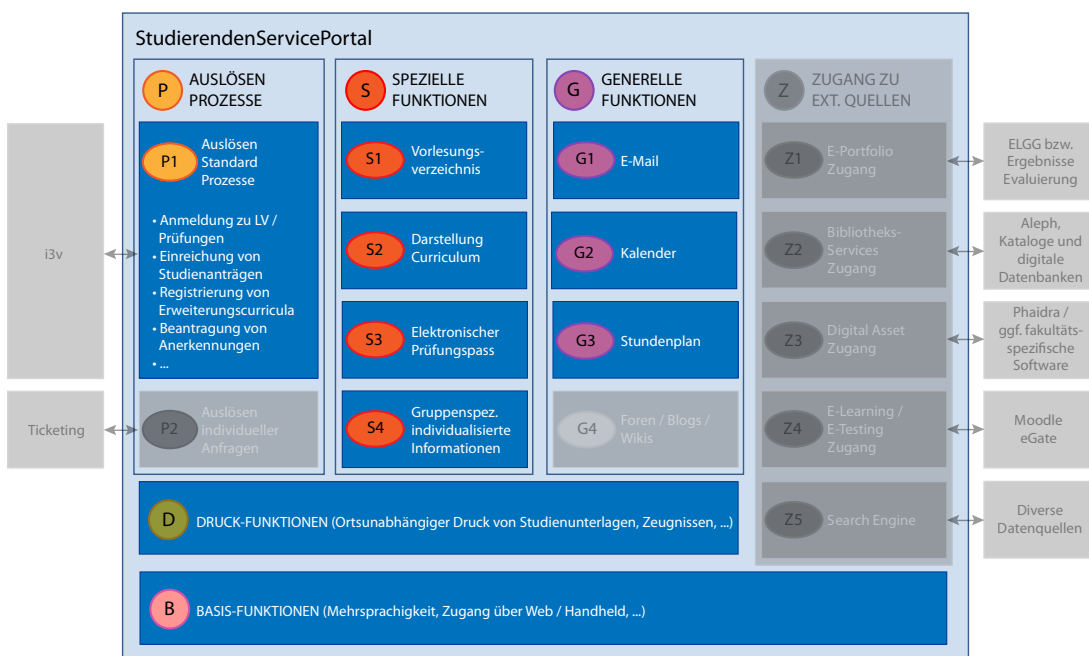 StudierendenServicePortal
P
AUSLÖSEN
PROZESSE
P1
Auslösen
Standard
Prozesse
• Anmeldung zu LV /
Prüfungen
• Einreichung von
Studienanträgen
• Registrierung von
Erweiterungscurricula
• Beantragung von
Anerkennungen
• ...
P2
Auslösen
individueller
Anfragen
S
SPEZIELLE
FUNKTIONEN
S1
Vorlesungs-
verzeichnis
S2
Darstellung
Curriculum
S3
Elektronischer
Prüfungspass
S4
Gruppenspez.
individualisierte
Informationen
G
GENERELLE
FUNKTIONEN
G1
E-Mail
G2
Kalender
G3
Stundenplan
G4
Foren / Blogs /
Wikis
Z
ZUGANG ZU
EXT. QUELLEN
Z1
E-Portfolio
Zugang
Z2
Bibliotheks-
Services
Zugang
Z3
Digital Asset
Zugang
Z4
E-Learning /
E-Testing
Zugang
Z5
Search Engine
i3v
Ticketing
ELGG bzw.
Ergebnisse
Evaluierung
Aleph,
Kataloge und
digitale
Datenbanken
Phaidra /
ggf. fakultäts-
spezifische
Software
Moodle
eGate
Diverse
Datenquellen
D
DRUCK-FUNKTIONEN (Ortsunabhängiger Druck von Studienunterlagen, Zeugnissen, ...)
B
BASIS-FUNKTIONEN (Mehrsprachigkeit, Zugang über Web / Handheld, ...)